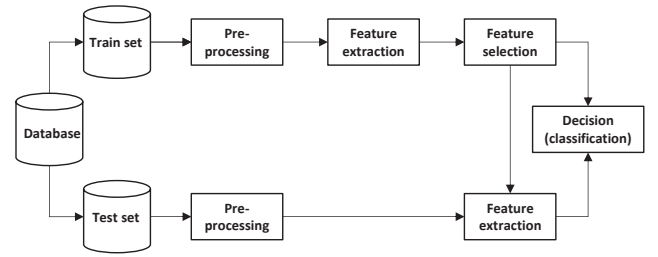 Train set
Pre-
processing
Feature
extraction
Feature
selection
Database
Decision
(classification)
Test set
Pre-
processing
Feature
extraction